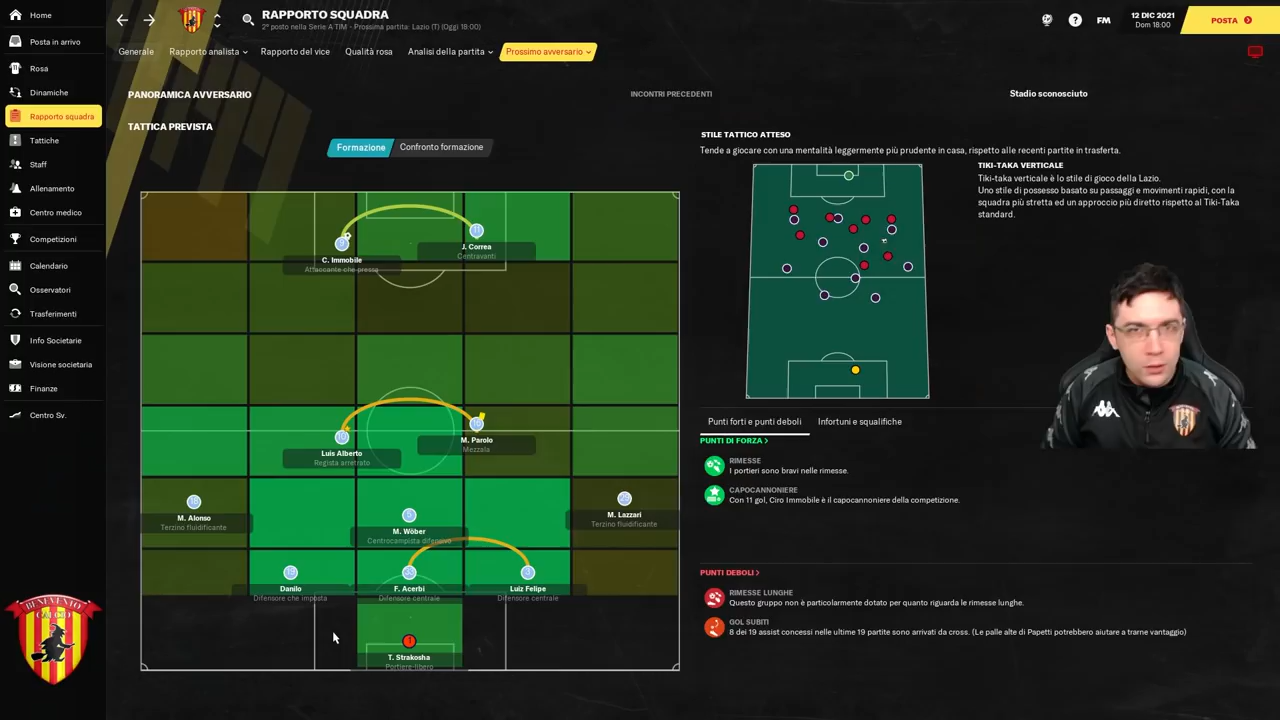 Home
Posta in arrivo
Rosa
Dinamiche
Rapporto squadra
Tattiche
Staff
Allenamento
Centro medico
Competizioni
Calendario
Osservatori
Trasferimenti
Info Societarie
Visione societaria
Finanze
Centro Sv.
BENEVENTO
CALCIO
RAPPORTO SQUADRA
2° posto nella Serie A TIM - Prossima partita: Lazio (T) (Oggi 18:00)
FM
12 DIC 2021
Dom 18:00
POSTA
Generale
Rapporto analista
Rapporto del vice
Qualità rosa
Analisi della partita
Prossimo avversario
PANORAMICA AVVERSARIO
INCONTRI PRECEDENTI
Stadio sconosciuto
TATTICA PREVISTA
Formazione
Confronto formazione
C. Immobile
Attaccante che pressa
J. Correa
Centravanti
Luis Alberto
Regista arretrato
M. Parolo
Mezzala
M. Alonso
Terzino fluidificante
M. Wöber
Centrocampista difensivo
M. Lazzari
Terzino fluidificante
Danilo
Difensore che imposta
F. Acerbi
Difensore centrale
Luiz Felipe
Difensore centrale
T. Strakosha
Portiere libero
STILE TATTICO ATTESO
Tende a giocare con una mentalità leggermente più prudente in casa, rispetto alle recenti partite in trasferta.
TIKI-TAKA VERTICALE
Tiki-taka verticale è lo stile di gioco della Lazio.
Uno stile di possesso basato su passaggi e movimenti rapidi, con la
squadra più stretta ed un approccio più diretto rispetto al Tiki-Taka
standard.
Punti forti e punti deboli
Infortuni e squalifiche
PUNTI DI FORZA
RIMESSE
I portieri sono bravi nelle rimesse.
CAPOCANNONIERE
Con 11 gol, Ciro Immobile è il capocannoniere della competizione.
PUNTI DEBOLI
RIMESSE LUNGHE
Questo gruppo non è particolarmente dotato per quanto riguarda le rimesse lunghe.
GOL SUBITI
8 dei 19 assist concessi nelle ultime 19 partite sono arrivati da cross. (Le palle alte di Papetti potrebbero aiutare a trarne vantaggio)